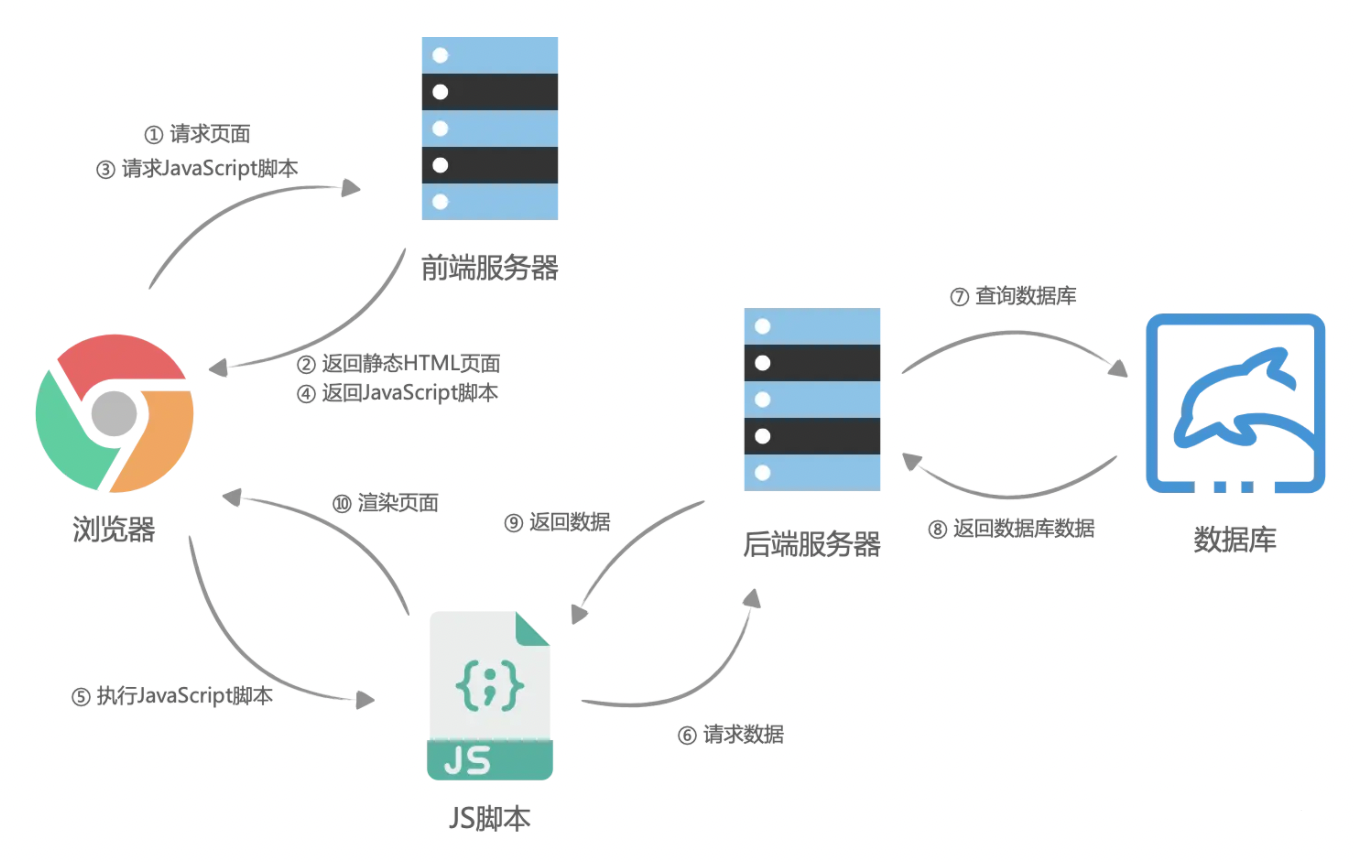 ① 请求页面
③ 请求JavaScript脚本
前端服务器
② 返回静态HTML页面
④ 返回JavaScript脚本
⑦ 查询数据库
浏览器
⑩ 渲染页面
⑨ 返回数据
后端服务器
⑧ 返回数据库数据
数据库
⑤ 执行JavaScript脚本
{;}
JS
⑥ 请求数据
JS脚本